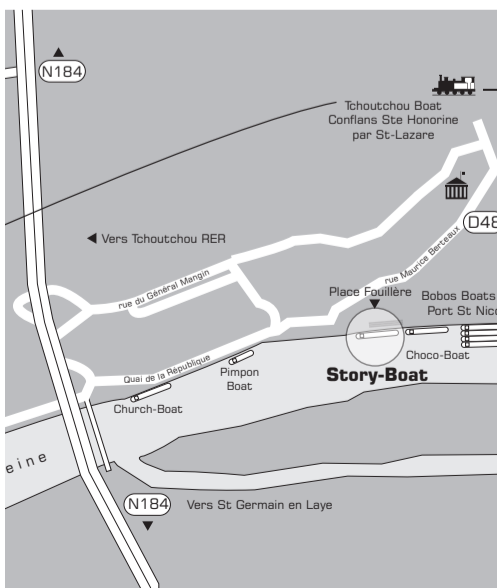 N184
Tchoutchou Boat
Conflans Ste Honorine
par St-Lazare
D48
Vers Tchoutchou RER
rue du Général Mangin
rue Maurice Berteaux
Place Fouillère
Bobos Boats
Port St Nico
Choco-Boat
Story-Boat
Quai de la République
Pimpon
Boat
Church-Boat
eine
N184
Vers St Germain en Laye